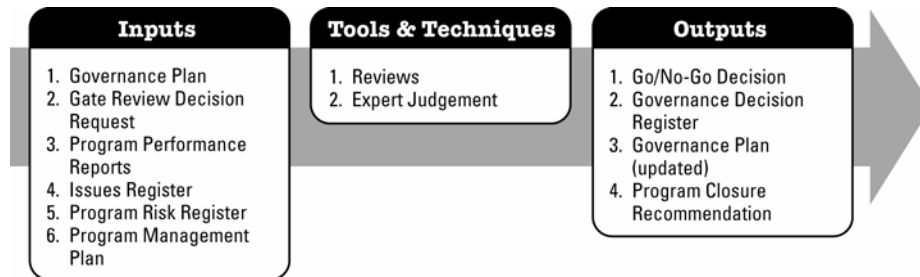 Inputs
1. Governance Plan
2. Gate Review Decision
Request
3. Program Performance
Reports
4. Issues Register
5. Program Risk Register
6. Program Management
Plan
Tools & Techniques
1. Reviews
2. Expert Judgement
Outputs
1. Go/No-Go Decision
2. Governance Decision
Register
3. Governance Plan
(updated)
4. Program Closure
Recommendation